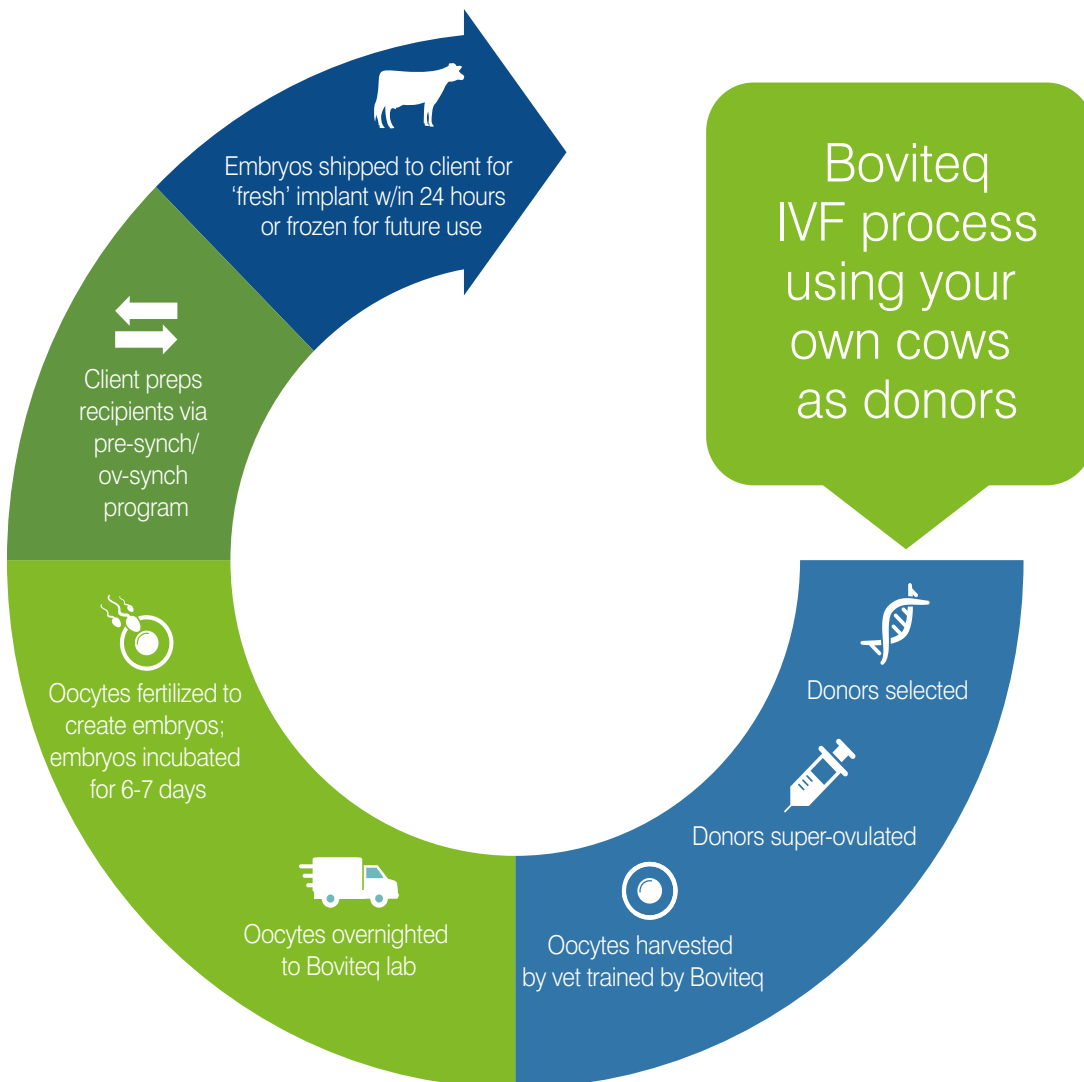 Boviteq
IVF process
using your
own cows
as donors
Donors selected
Donors super-ovulated
Oocytes harvested
by vet trained by Boviteq
Oocytes overnighted
to Boviteq lab
Oocytes fertilized to
create embryos;
embryos incubated
for 6-7 days
Client preps
recipients via
pre-synch/
ov-synch
program
Embryos shipped to client for
'fresh' implant w/in 24 hours
or frozen for future use